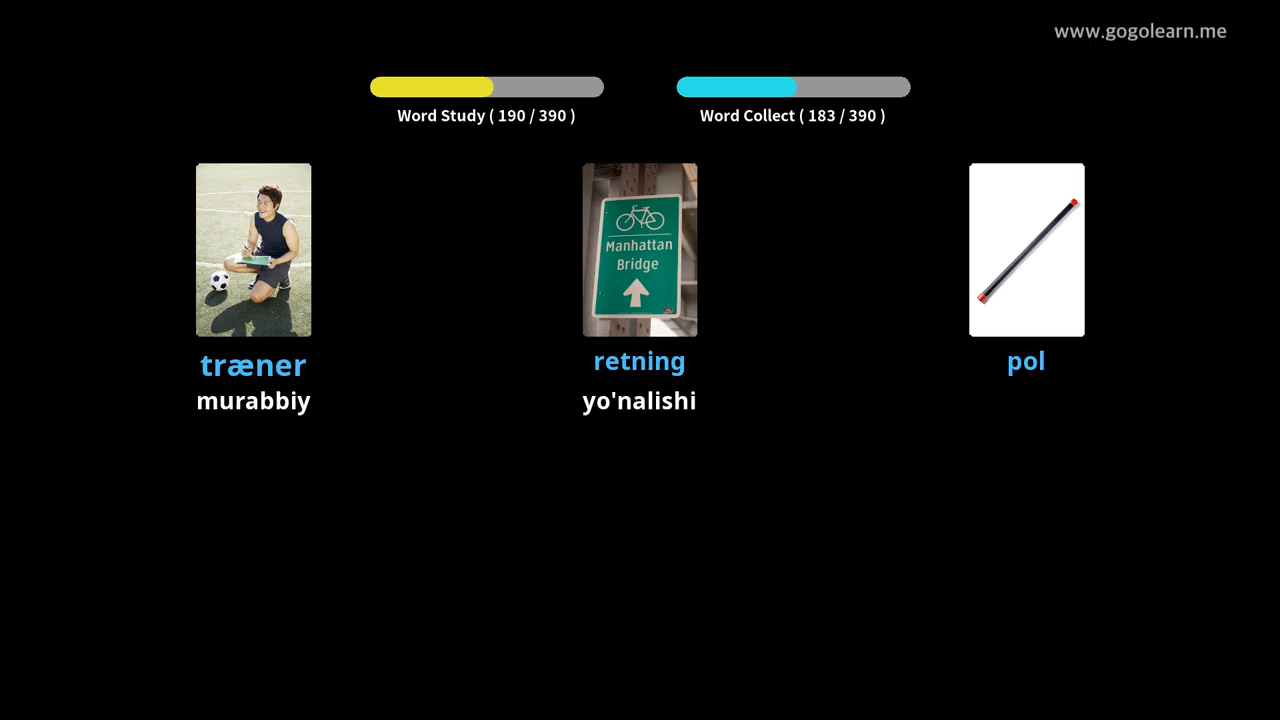 www.gogolearn.me
Word Study ( 190 / 390 )
Word Collect ( 183 / 390 )
Manhattan
Bridge
træner
retning
pol
murabbiy
yo'nalishi